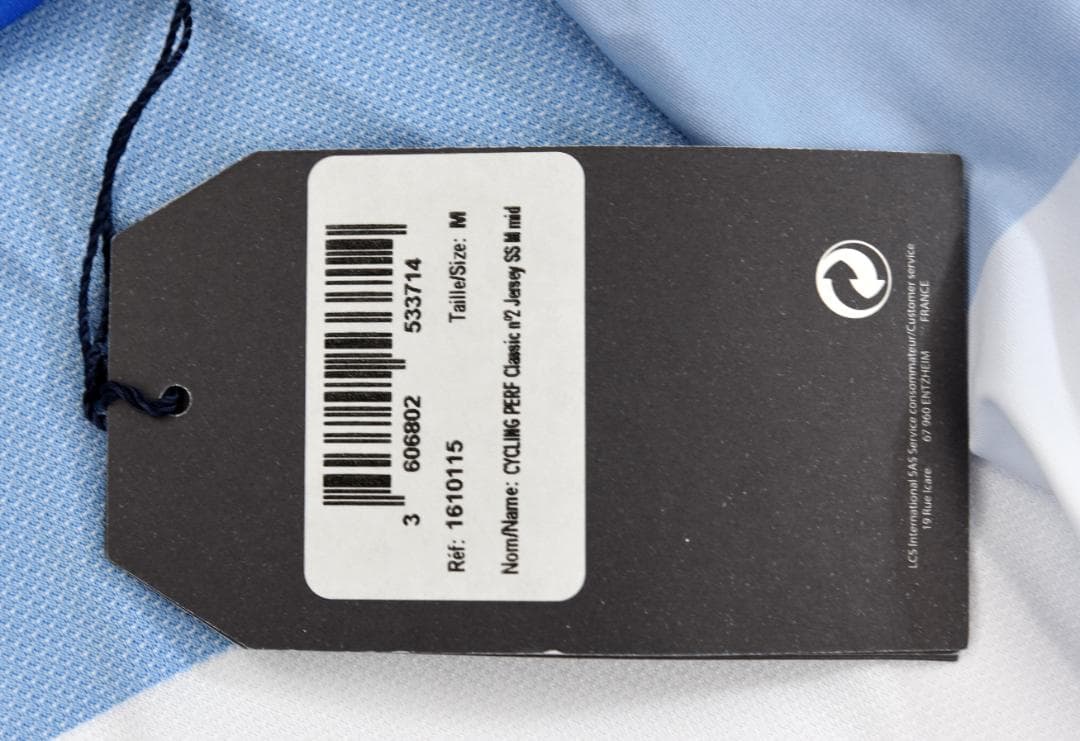 3 606802 533714
Réf: 1610115 Taille/Size: M
Nom/Name: CYCLING PERF Classic n°2 Jersey SS M mid
LCS International SAS Service consommateur/Customer service
19 Rue Icare 67 960 ENTZHEIM FRANCE